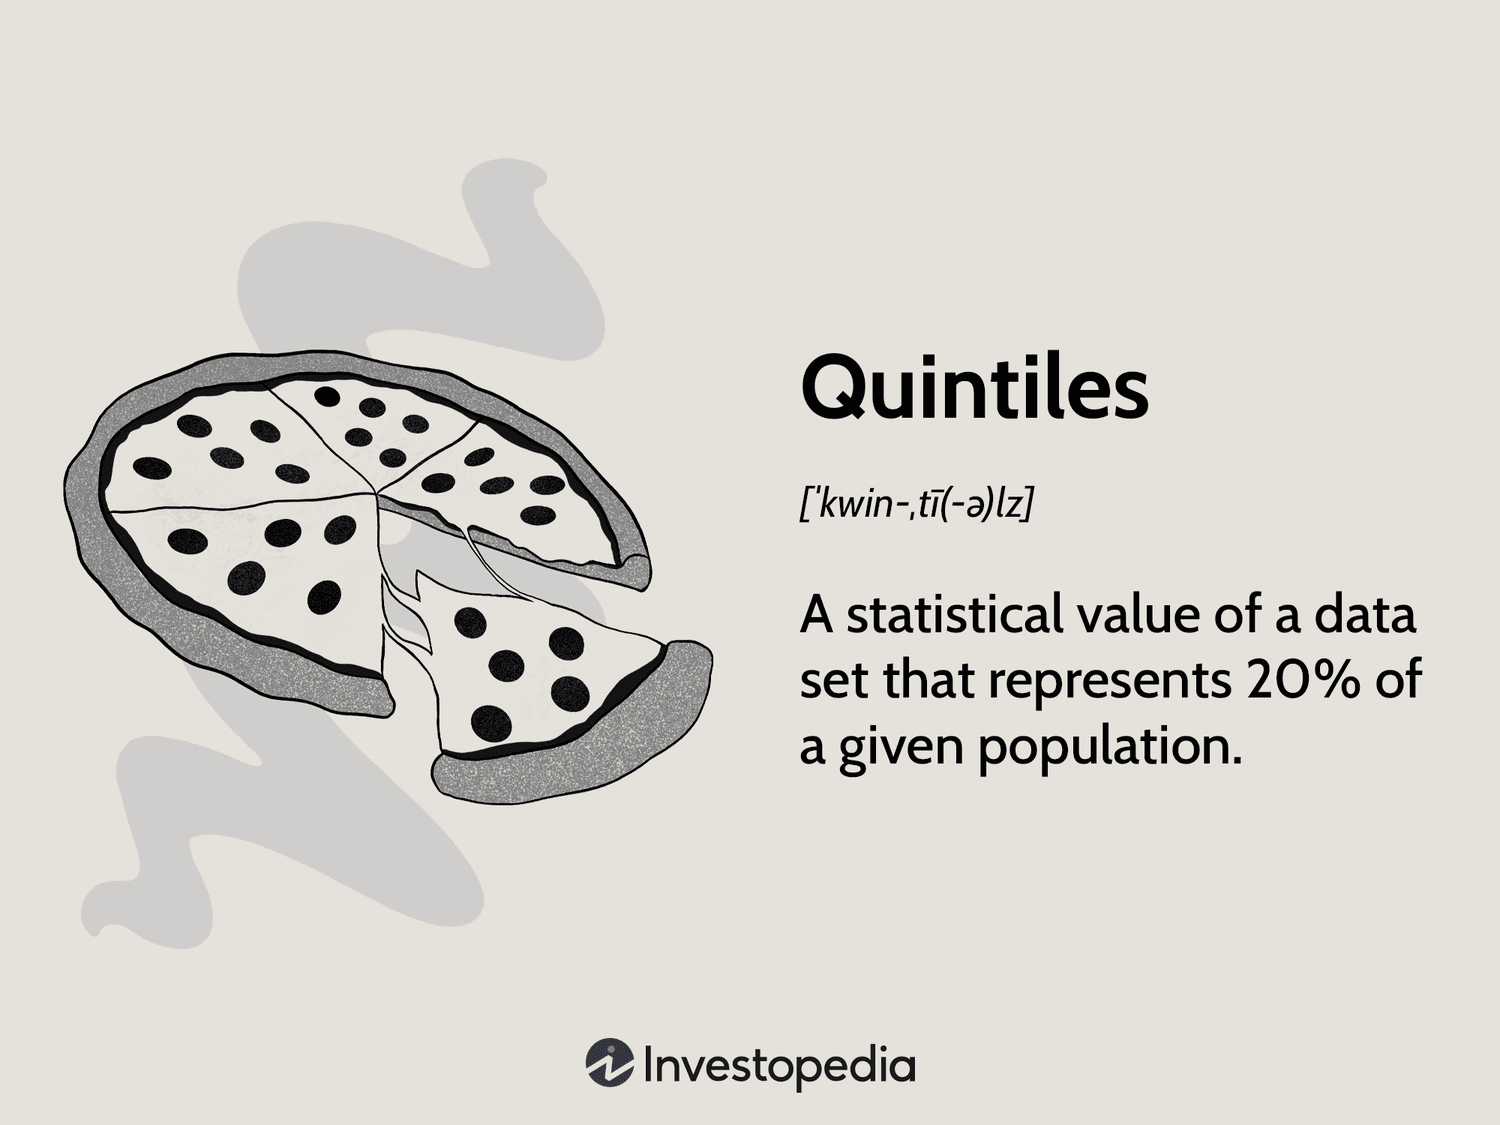 Quintiles
[ˈkwin-ˌtī(-ə)lz]
A statistical value of a data
set that represents 20% of
a given population.
Investopedia